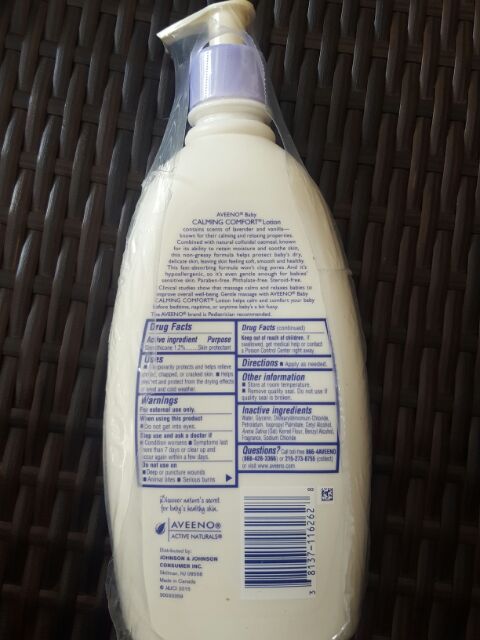 AVEENO® Baby
CALMING COMFORT® Lotion
contains scents of lavender and vanilla—
known for their calming and relaxing properties.
Combined with natural colloidal oatmeal, known
for its ability to retain moisture and soothe skin,
this non-greasy formula helps protect baby's dry,
delicate skin, leaving skin feeling soft, smooth and healthy.
This fast-absorbing formula won't clog pores. And it's
hypoallergenic, so it's even gentle enough for babies'
sensitive skin. Paraben-free. Phthalate-free. Steroid-free.
Clinical studies show that massage calms and relaxes babies to
improve overall well-being. Gentle massage with AVEENO® Baby
CALMING COMFORT® Lotion helps calm and comfort your baby
before bedtime, naptime, or anytime baby's a bit fussy.
The AVEENO® brand is Pediatrician recommended.
Drug Facts
Active ingredient Purpose
Dimethicone 1.2%......Skin protectant
Uses
■ Temporarily protects and helps relieve
chafed, chapped, or cracked skin. ■ Helps
prevent and protect from the drying effects
of wind and cold weather
Warnings
For external use only.
When using this product
■ Do not get into eyes.
Stop use and ask a doctor if
■ Condition worsens ■ Symptoms last
more than 7 days or clear up and
occur again within a few days.
Do not use on
■ Deep or puncture wounds
■ Animal bites ■ Serious burns
Drug Facts (continued)
Keep out of reach of children. If
swallowed, get medical help or contact
a Poison Control Center right away.
Directions ■ Apply as needed.
Other information
■ Store at room temperature.
■ Remove quality seal. Do not use if
quality seal is broken.
Inactive ingredients
Water, Glycerin, Distearyldimonium Chloride,
Petrolatum, Isopropyl Palmitate, Cetyl Alcohol,
Avena Sativa (Oat) Kernel Flour, Benzyl Alcohol,
Fragrance, Sodium Chloride
Questions? Call toll-free 866-4AVEENO
(866-428-3366) or 215-273-8755 (collect)
or visit www.aveeno.com
Discover nature's secret
for baby's healthy skin.
AVEENO®
ACTIVE NATURALS®
Distributed by:
JOHNSON & JOHNSON
CONSUMER INC.
Skillman, NJ 08558
Made in Canada
© J&JCI 2015
3 8137-116262 8